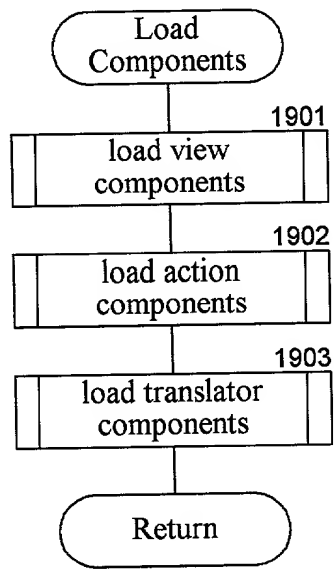 Load
Components
1901
load view
components
1902
load action
components
1903
load translator
components
Return